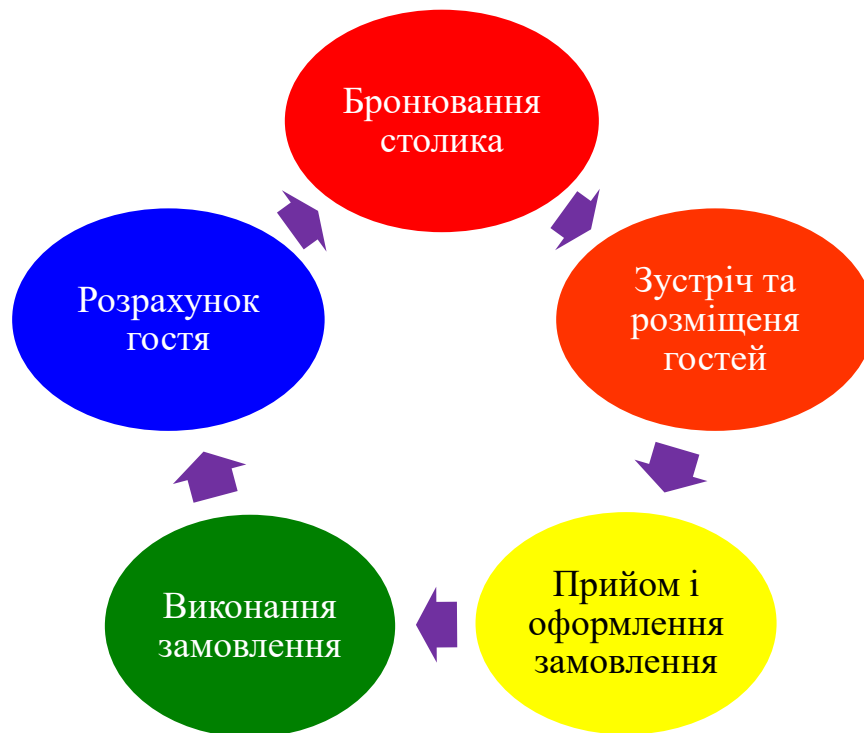 Бронювання
столика
Зустріч та
розміщеня
гостей
Прийом і
оформлення
замовлення
Виконання
замовлення
Розрахунок
гостя